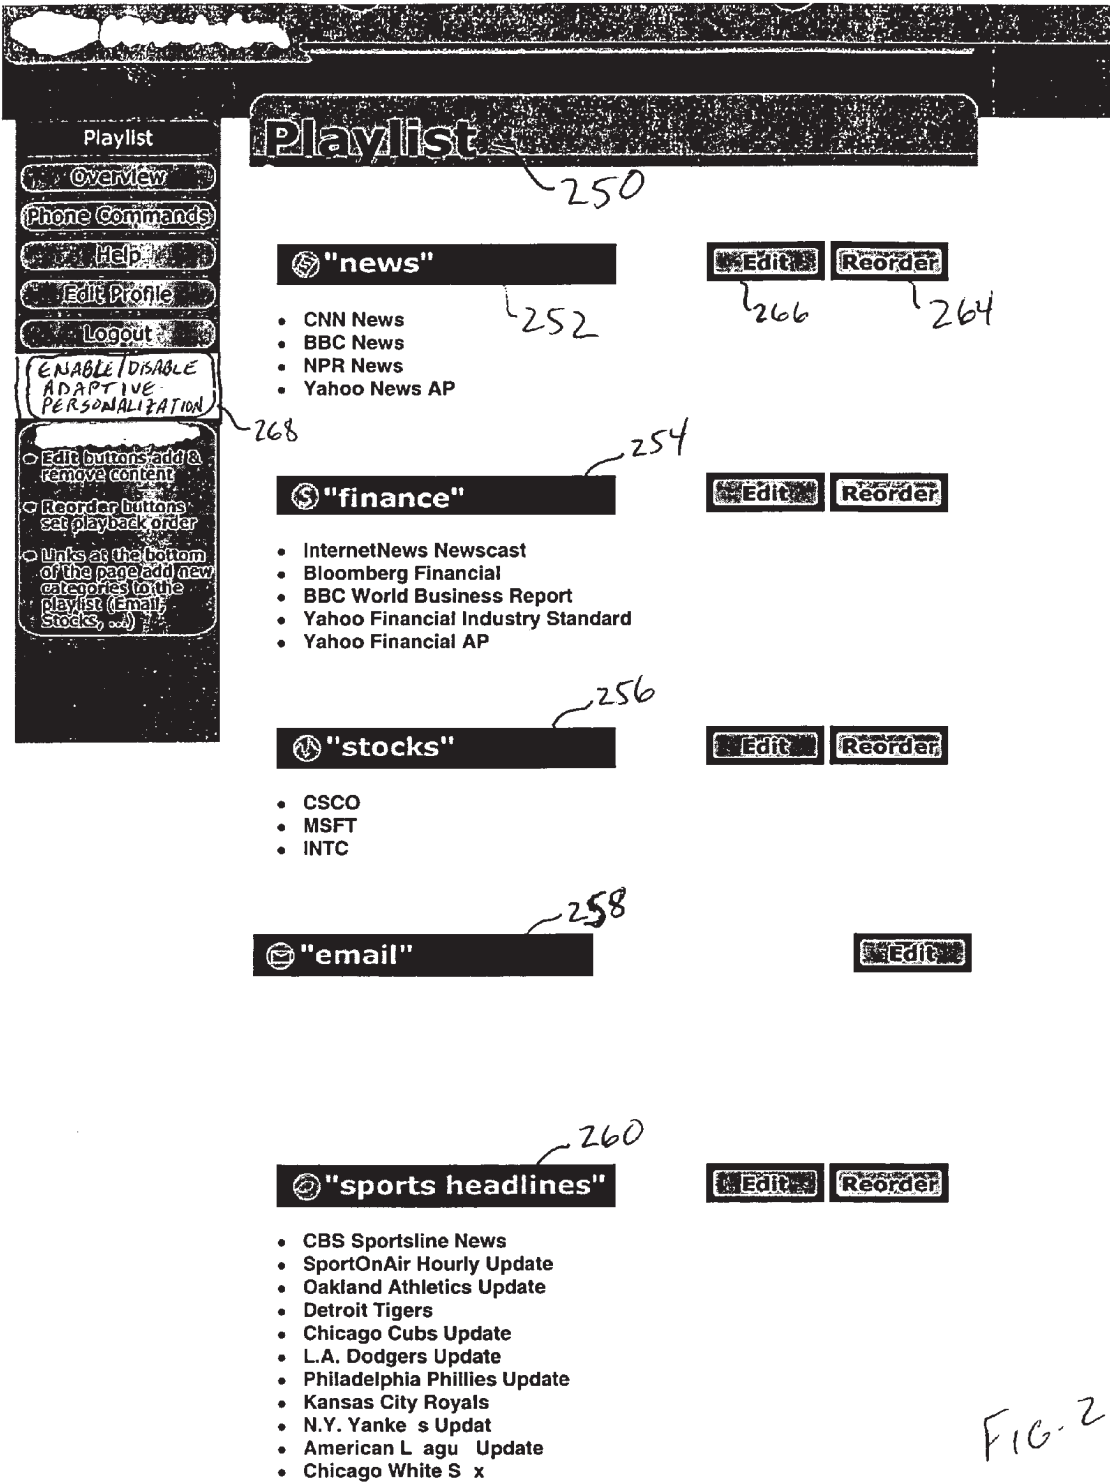 Playlist
Overview
Phone Commands
Help
Edit Profile
Logout
ENABLE/DISABLE
ADAPTIVE
PERSONALIZATION
268
Edit buttons add &
remove content
Reorder buttons
set playback order
Links at the bottom
of the page add new
categories to the
playlist (Email,
Stocks, ...)
Playlist
250
"news"
252
Edit
Reorder
266
264
• CNN News
• BBC News
• NPR News
• Yahoo News AP
254
"finance"
Edit
Reorder
• InternetNews Newscast
• Bloomberg Financial
• BBC World Business Report
• Yahoo Financial Industry Standard
• Yahoo Financial AP
256
"stocks"
Edit
Reorder
• CSCO
• MSFT
• INTC
258
"email"
Edit
260
"sports headlines"
Edit
Reorder
• CBS Sportsline News
• SportOnAir Hourly Update
• Oakland Athletics Update
• Detroit Tigers
• Chicago Cubs Update
• L.A. Dodgers Update
• Philadelphia Phillies Update
• Kansas City Royals
• N.Y. Yanke s Updat
• American L agu Update
• Chicago White S x
FIG. 2